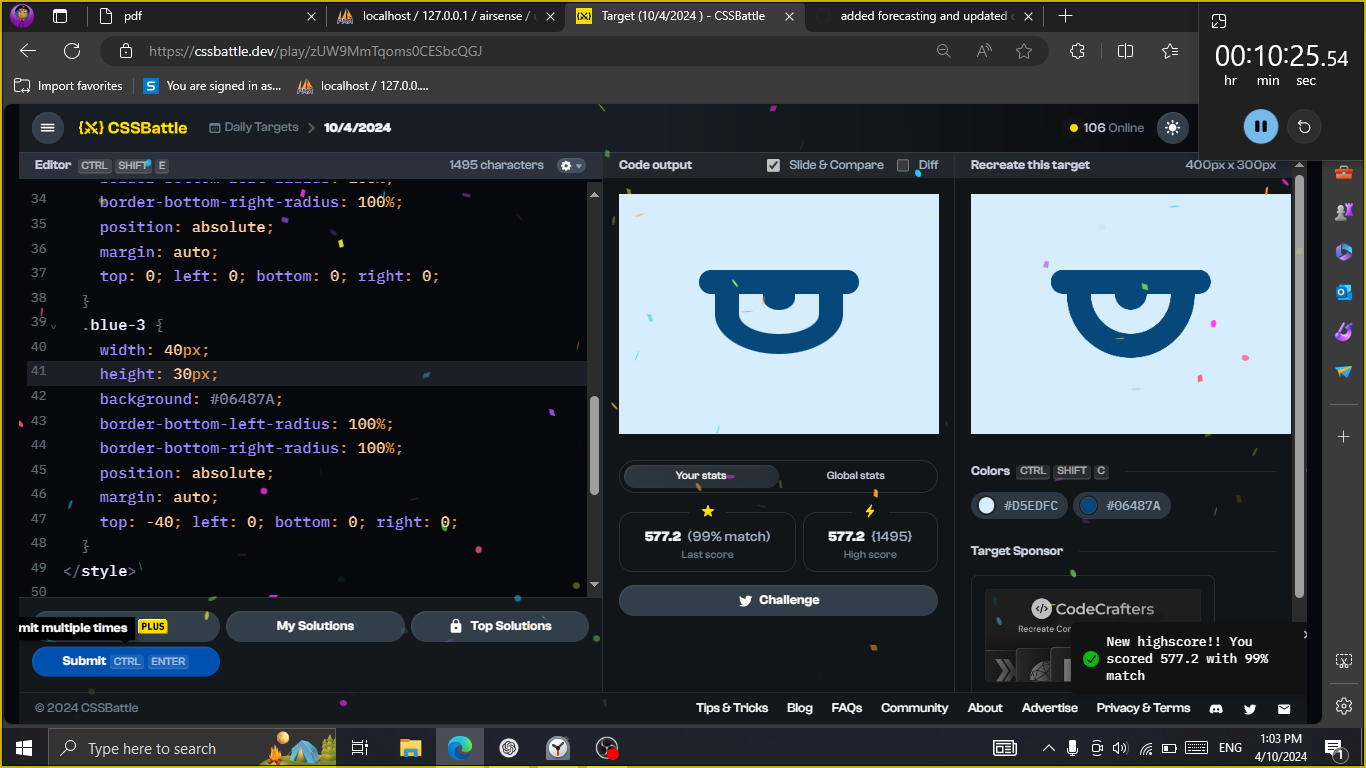 pdf
localhost / 127.0.0.1 / airsense / u
Target (10/4/2024 ) - CSSBattle
added forecasting and updated c
https://cssbattle.dev/play/zUW9MmTqoms0CESbcQGJ
Import favorites
You are signed in as...
localhost / 127.0.0....
00:10:25.54
hr min sec
CSSBattle
Daily Targets > 10/4/2024
106 Online
Editor CTRL SHIFT E
1495 characters
Code output
Slide & Compare
Diff
Recreate this target
400px x 300px
34 border-bottom-right-radius: 100%;
35 position: absolute;
36 margin: auto;
37 top: 0; left: 0; bottom: 0; right: 0;
38 }
39 .blue-3 {
40 width: 40px;
41 height: 30px;
42 background: #06487A;
43 border-bottom-left-radius: 100%;
44 border-bottom-right-radius: 100%;
45 position: absolute;
46 margin: auto;
47 top: -40; left: 0; bottom: 0; right: 0;
48 }
49 </style>
50
Your stats
Global stats
577.2 (99% match)
Last score
577.2 {1495}
High score
Challenge
Colors CTRL SHIFT C
#D5EDFC
#06487A
Target Sponsor
CodeCrafters
New highscore!! You
scored 577.2 with 99%
match
mit multiple times PLUS
My Solutions
Top Solutions
Submit CTRL ENTER
© 2024 CSSBattle
Tips & Tricks
Blog
FAQs
Community
About
Advertise
Privacy & Terms
Type here to search
ENG
1:03 PM
4/10/2024
1